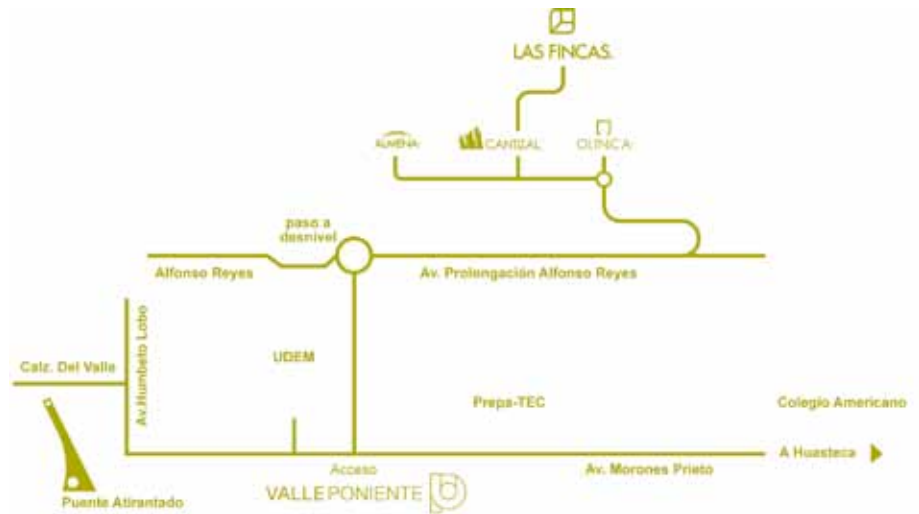 LAS FINCAS.
ALMENA
CANTIZAL
OLINCA
paso a
desnivel
Alfonso Reyes
Av. Prolongación Alfonso Reyes
Av.Humbeto Lobo
UDEM
Calz. Del Valle
Prepa-TEC
Colegio Americano
A Huasteca
Acceso
Av. Morones Prieto
VALLE PONIENTE
Puente Atirantado